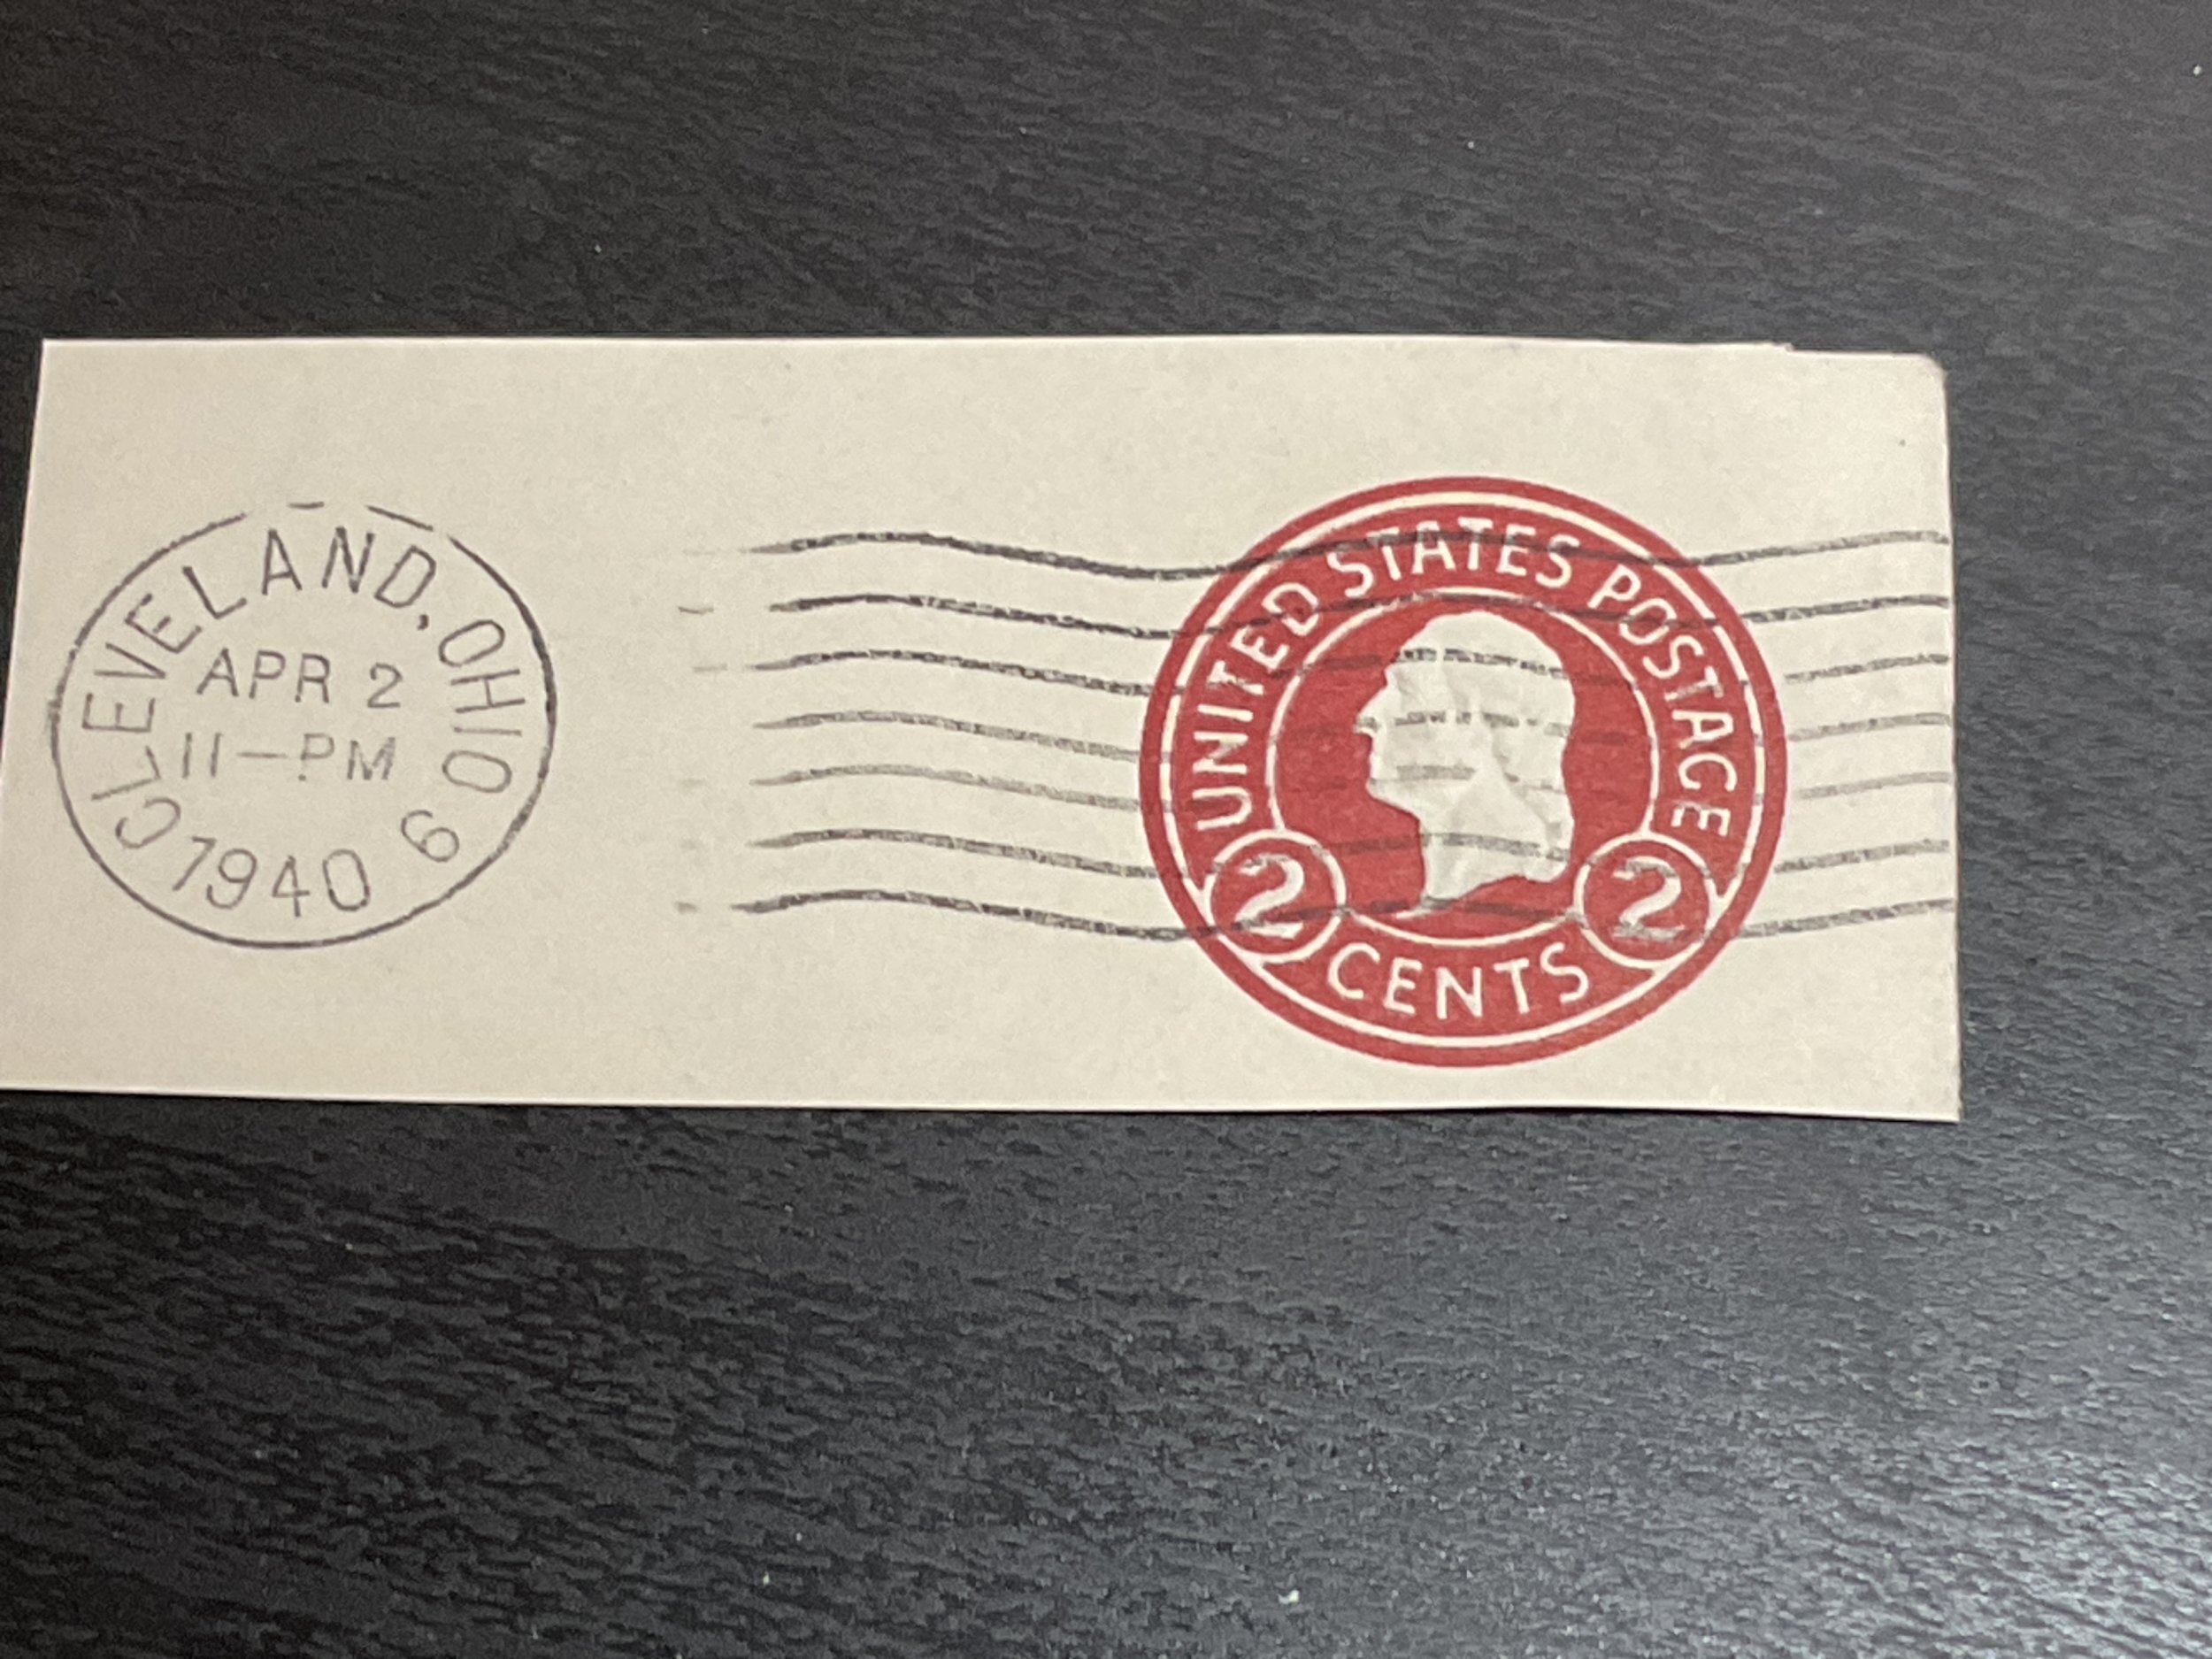 CLEVELAND, OHIO 6
APR 2
11-PM
1940
UNITED STATES POSTAGE
2 CENTS 2